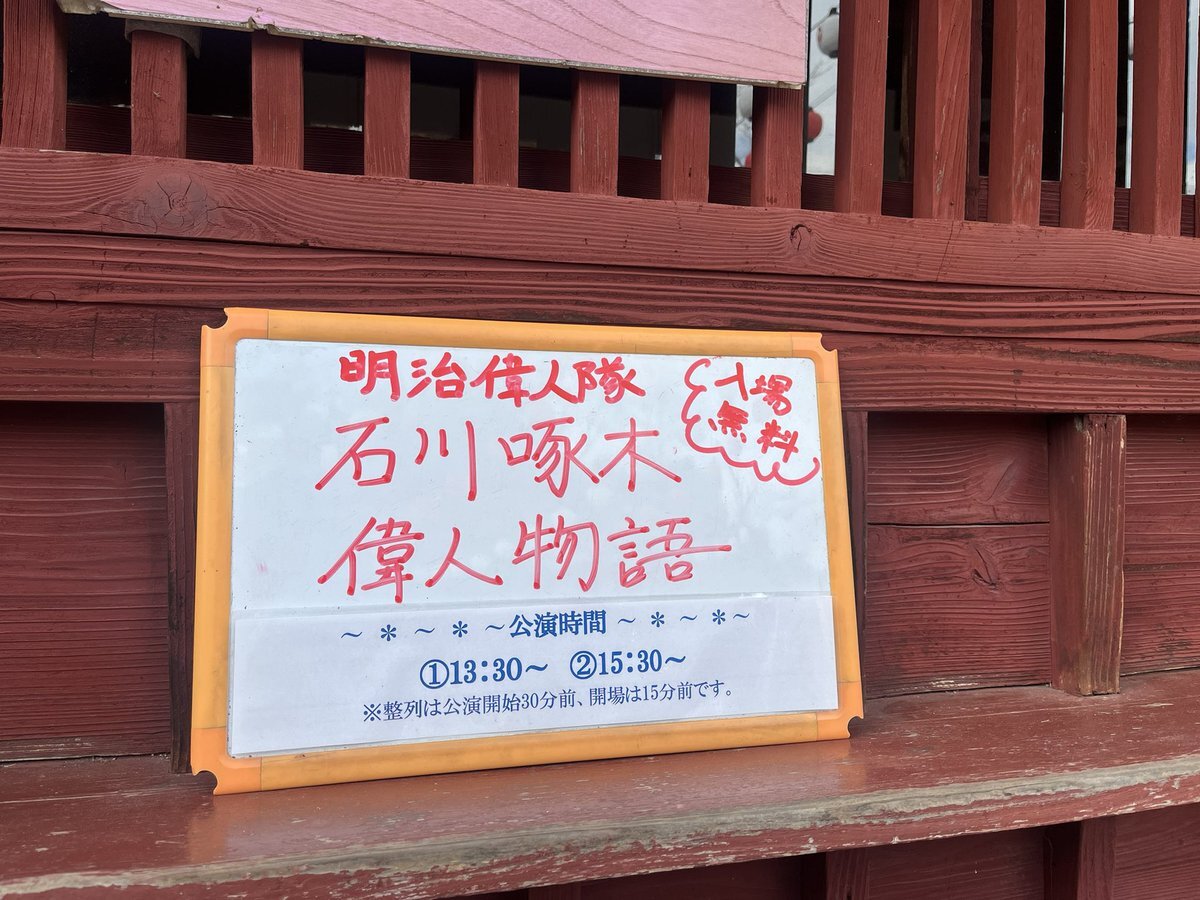 明治偉人隊
入場
無料
石川啄木
偉人物語
～ ＊ ～ ＊ ～公演時間 ～ ＊ ～ ＊～
①13：30～ ②15：30～
※整列は公演開始30分前、開場は15分前です。